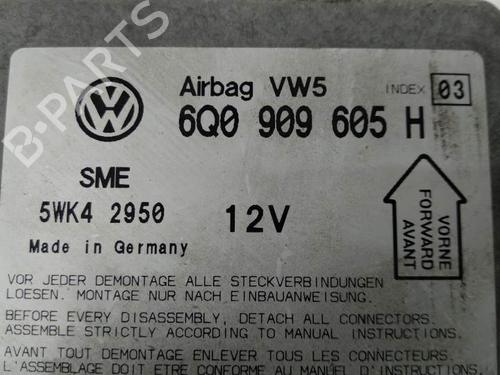 Airbag VW5
INDEX 03
6Q0 909 605 H
SME
5WK4 2950
12V
Made in Germany
VORNE
FORWARD
AVANT
VOR JEDER DEMONTAGE ALLE STECKVERBINDUNGEN
LOESEN. MONTAGE NUR NACH EINBAUANWEISUNG.
BEFORE EVERY DISASSEMBLY, DETACH ALL CONNECTORS.
ASSEMBLE STRICTLY ACCORDING TO MANUAL INSTRUCTIONS.
AVANT TOUT DEMONTAGE ENLEVER TOUS LES CONNECTEURS.
L'ASSEMBLAGE DOIT ETRE CONFORME AU MANUEL D'INSTRUCTIONS.
B-PARTS